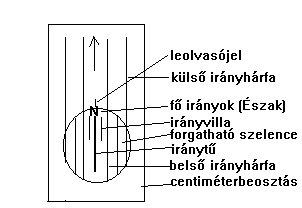 leolvasójel
külső irányhárfa
N
fő irányok (Észak)
irányvilla
forgatható szelence
iránytű
belső irányhárfa
centiméterbeosztás